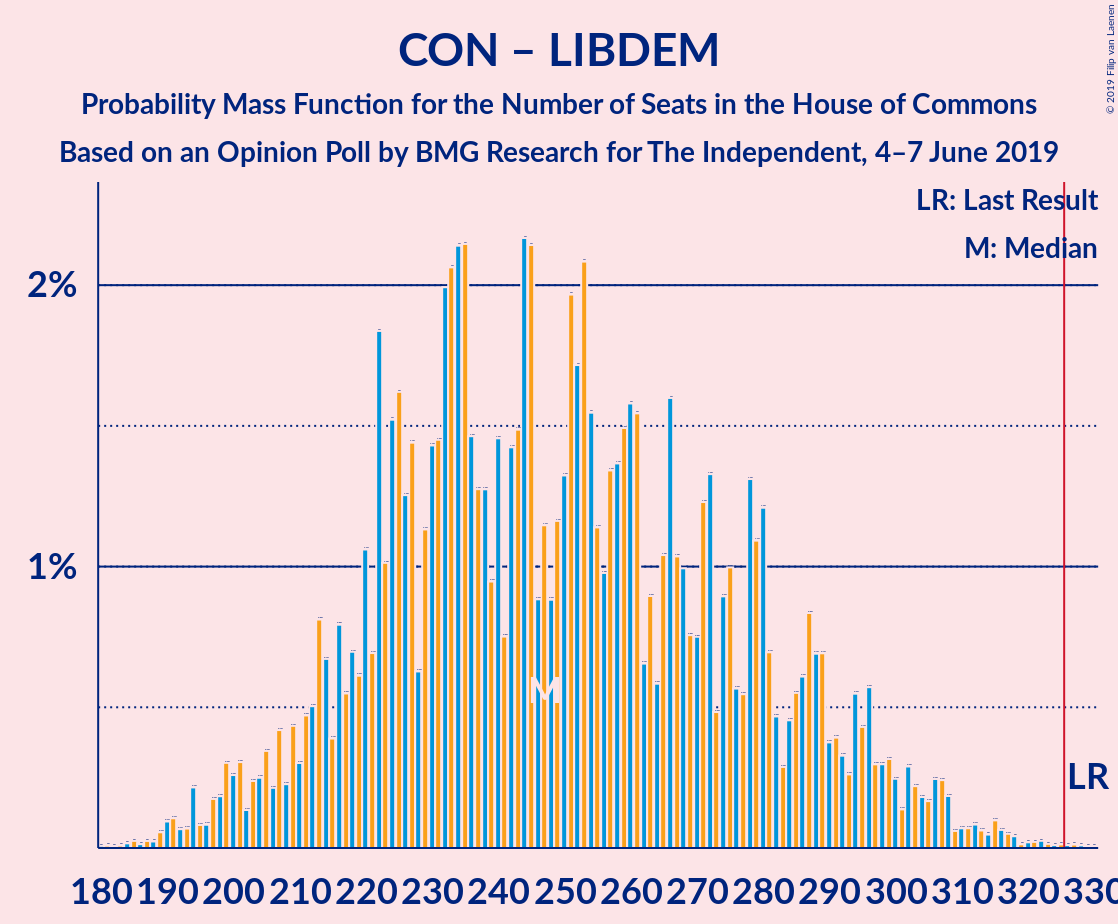 CON – LIBDEM
Probability Mass Function for the Number of Seats in the House of Commons
Based on an Opinion Poll by BMG Research for The Independent, 4–7 June 2019
© 2019 Filip van Laenen
LR: Last Result
M: Median
2%
1%
M
LR
180 190 200 210 220 230 240 250 260 270 280 290 300 310 320 330